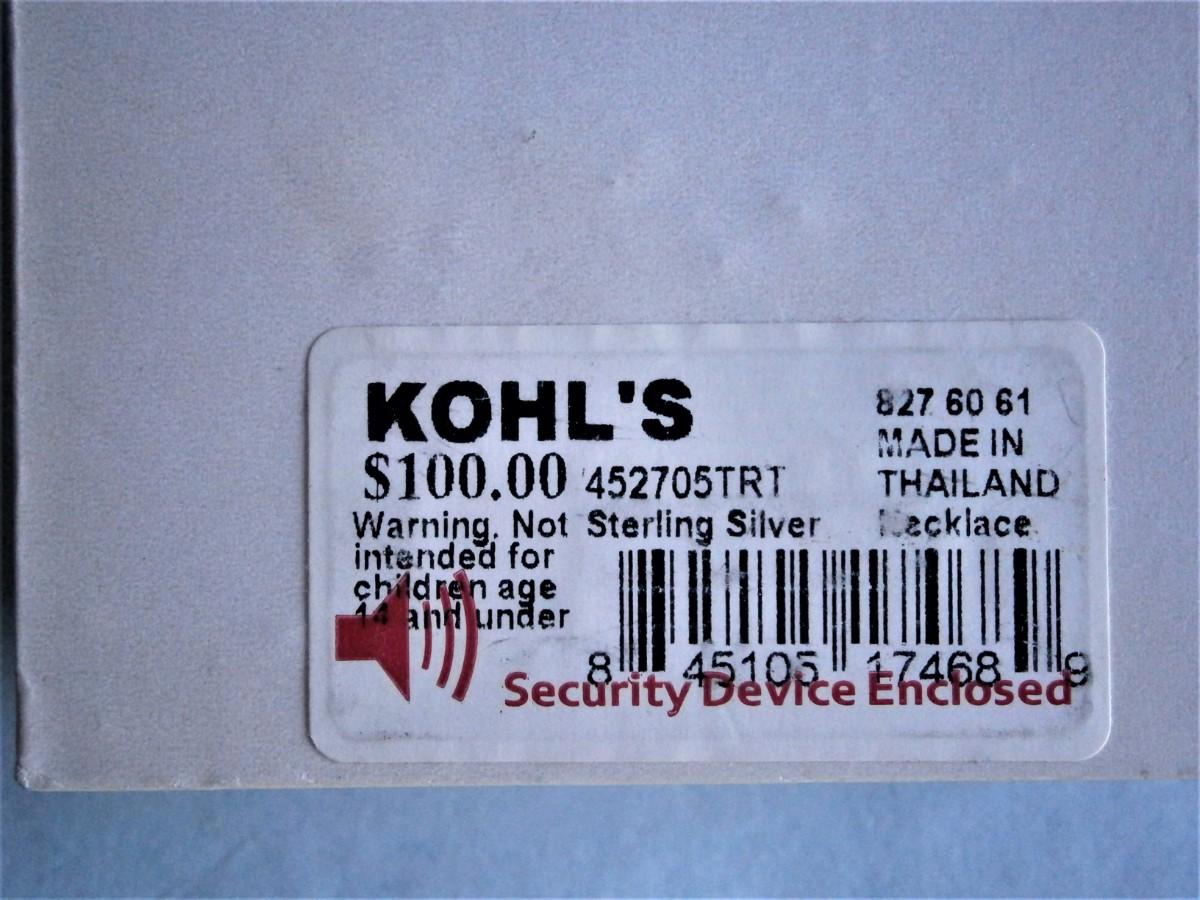 KOHL'S
827 60 61
MADE IN
$100.00 452705TRT THAILAND
Warning. Not Sterling Silver Necklace
intended for
children age
14 and under
8 45105 17468 9
Security Device Enclosed